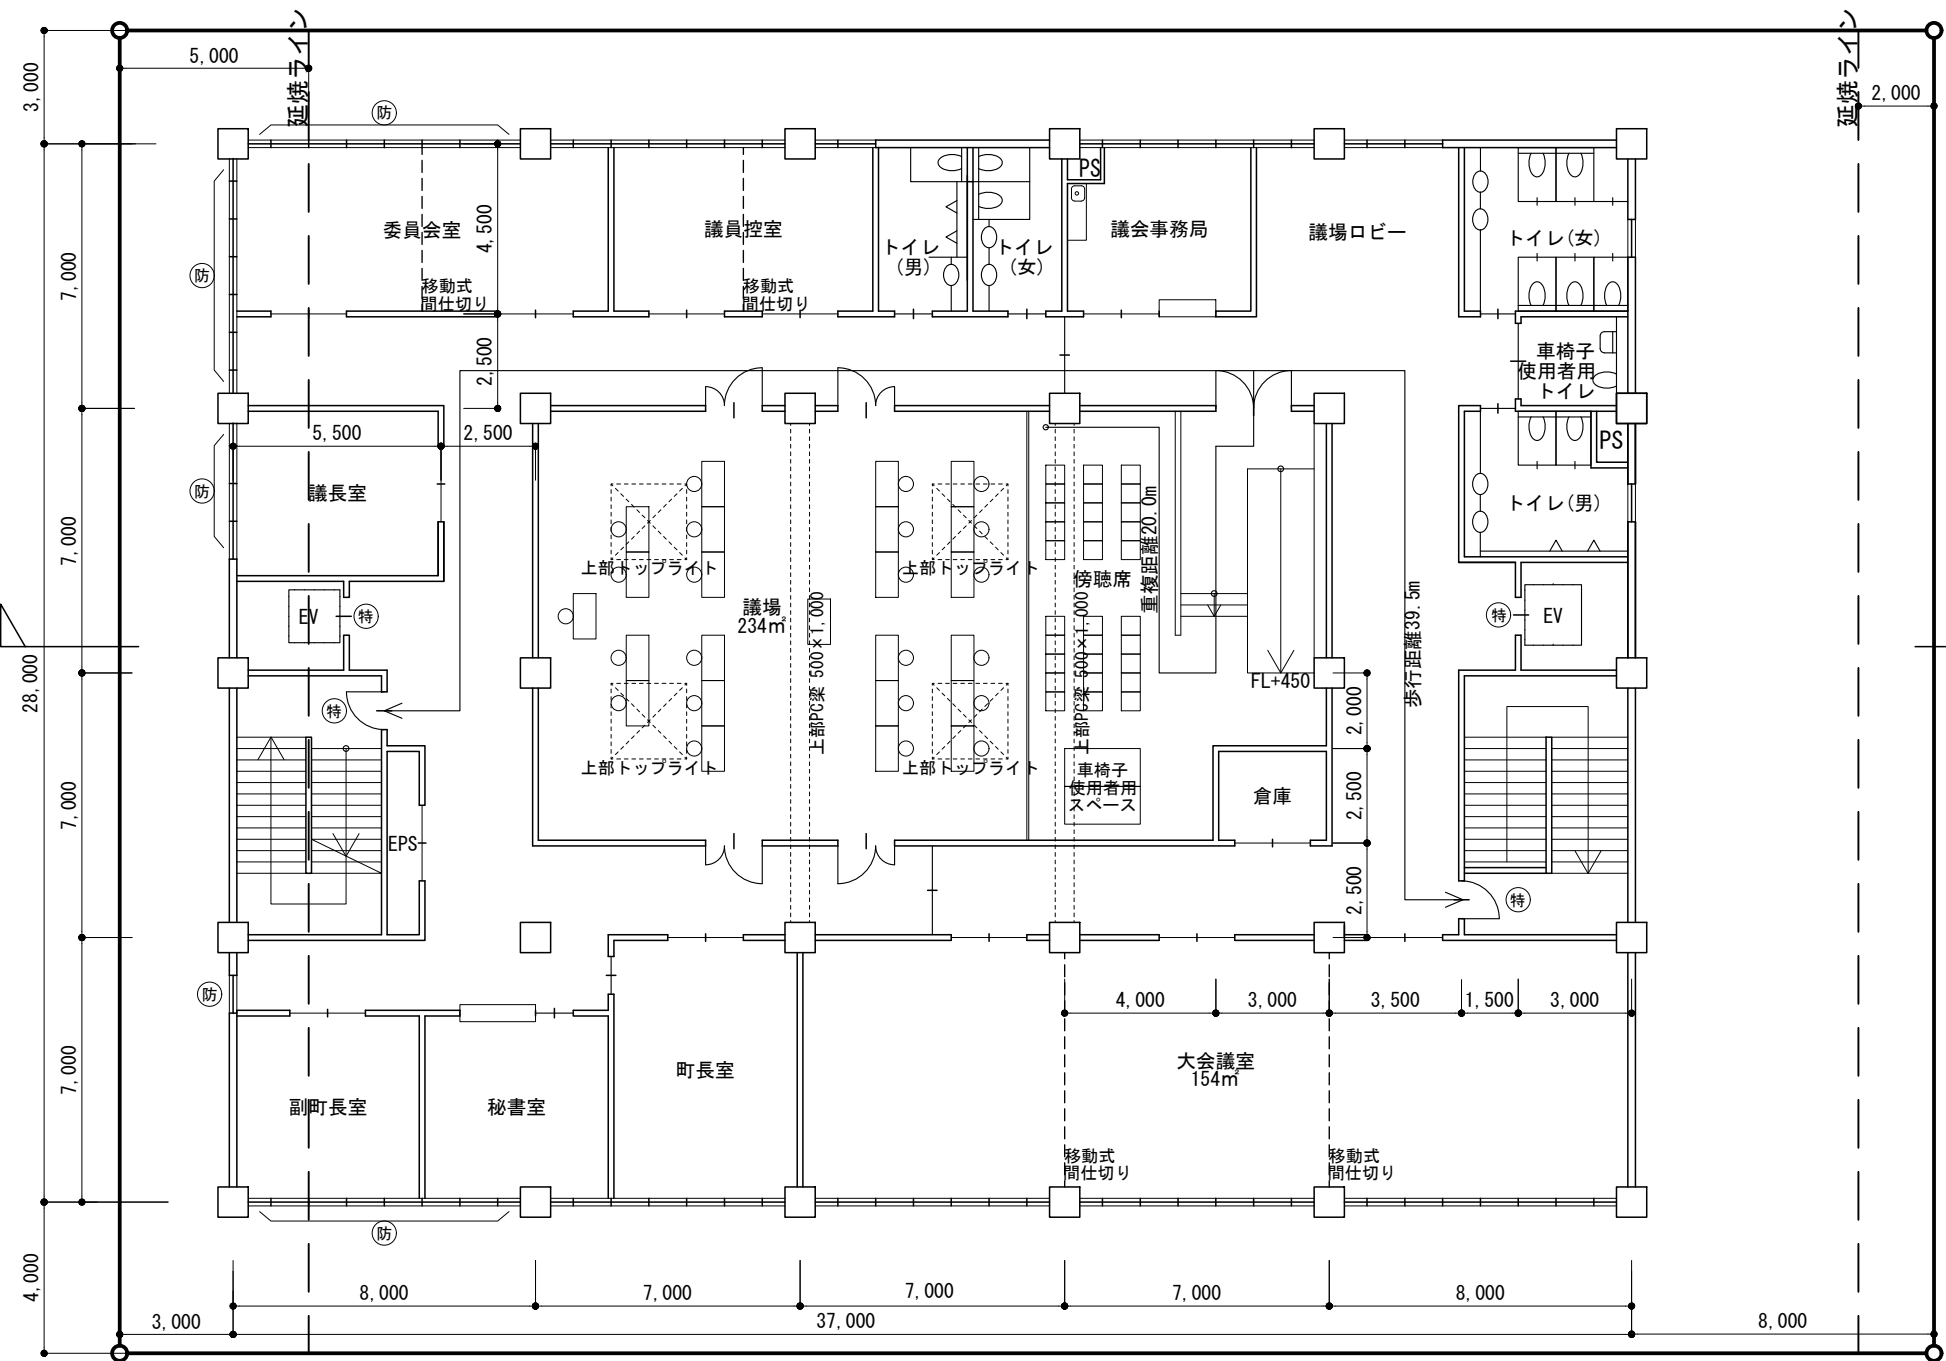 延焼ライン
延焼ライン
5,000
2,000
3,000
防
PS
委員会室
4,500
議員控室
トイレ
(男)
トイレ
(女)
議会事務局
議場ロビー
トイレ(女)
7,000
防
移動式
間仕切り
移動式
間仕切り
2,500
車椅子
使用者用
トイレ
5,500
2,500
PS
防
議長室
トイレ(男)
7,000
重複距離20.0m
上部トップライト
上部トップライト
傍聴席
議場
234㎡
EV
特
特
EV
歩行距離39.5m
28,000
上部PC梁 500×1,000
上部PC梁 500×1,000
FL+450
特
2,000
上部トップライト
上部トップライト
車椅子
使用者用
スペース
倉庫
2,500
7,000
EPS
2,500
特
防
4,000
3,000
3,500
1,500
3,000
7,000
町長室
大会議室
154㎡
副町長室
秘書室
移動式
間仕切り
移動式
間仕切り
防
4,000
8,000
7,000
7,000
7,000
8,000
3,000
37,000
8,000